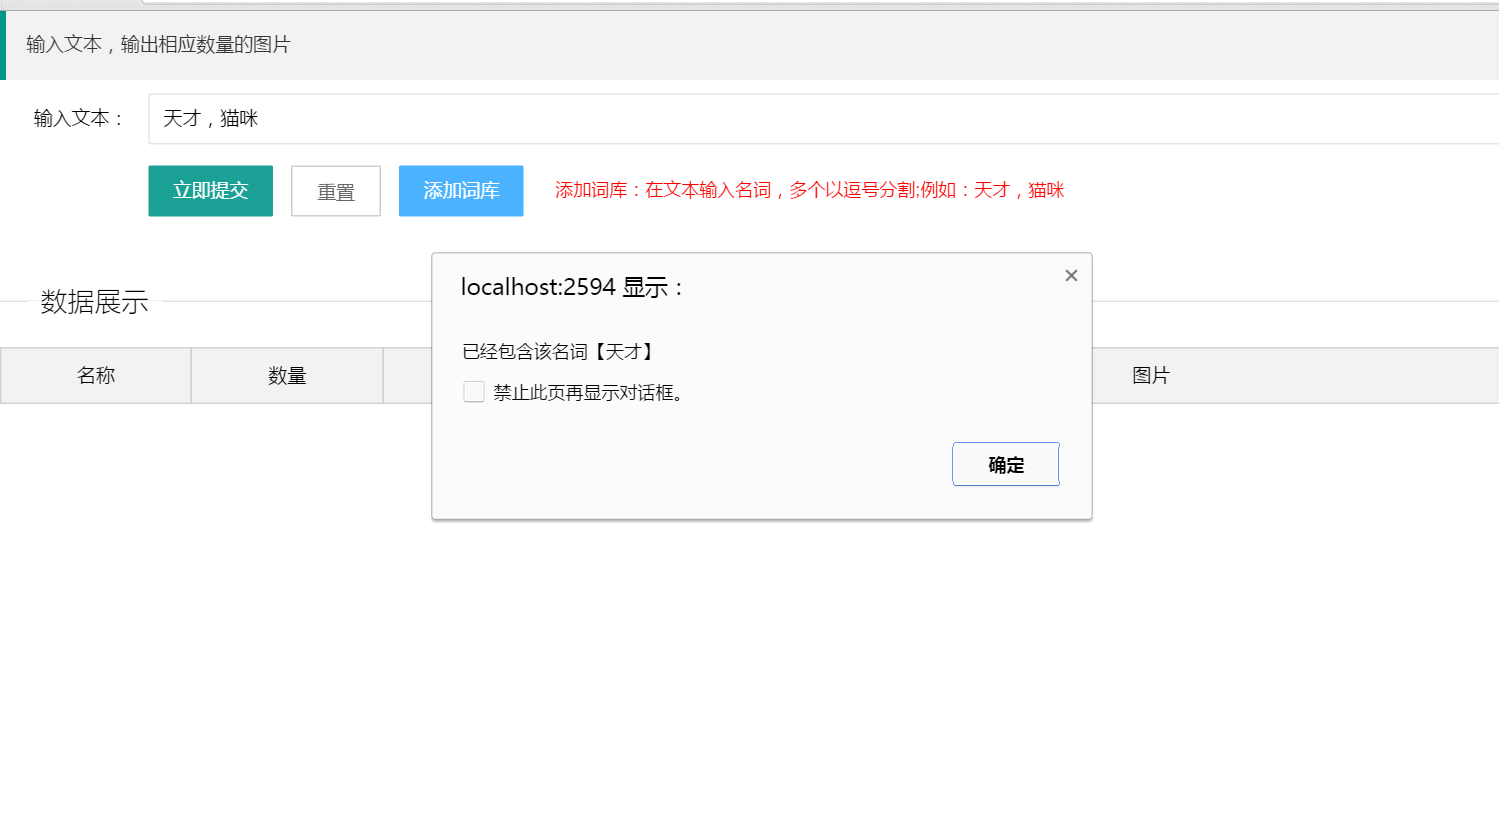 输入文本，输出相应数量的图片
输入文本：
天才，猫咪
立即提交
重置
添加词库
添加词库：在文本输入名词，多个以逗号分割;例如：天才，猫咪
localhost:2594 显示：
已经包含该名词【天才】
禁止此页再显示对话框。
确定
数据展示
名称
数量
图片